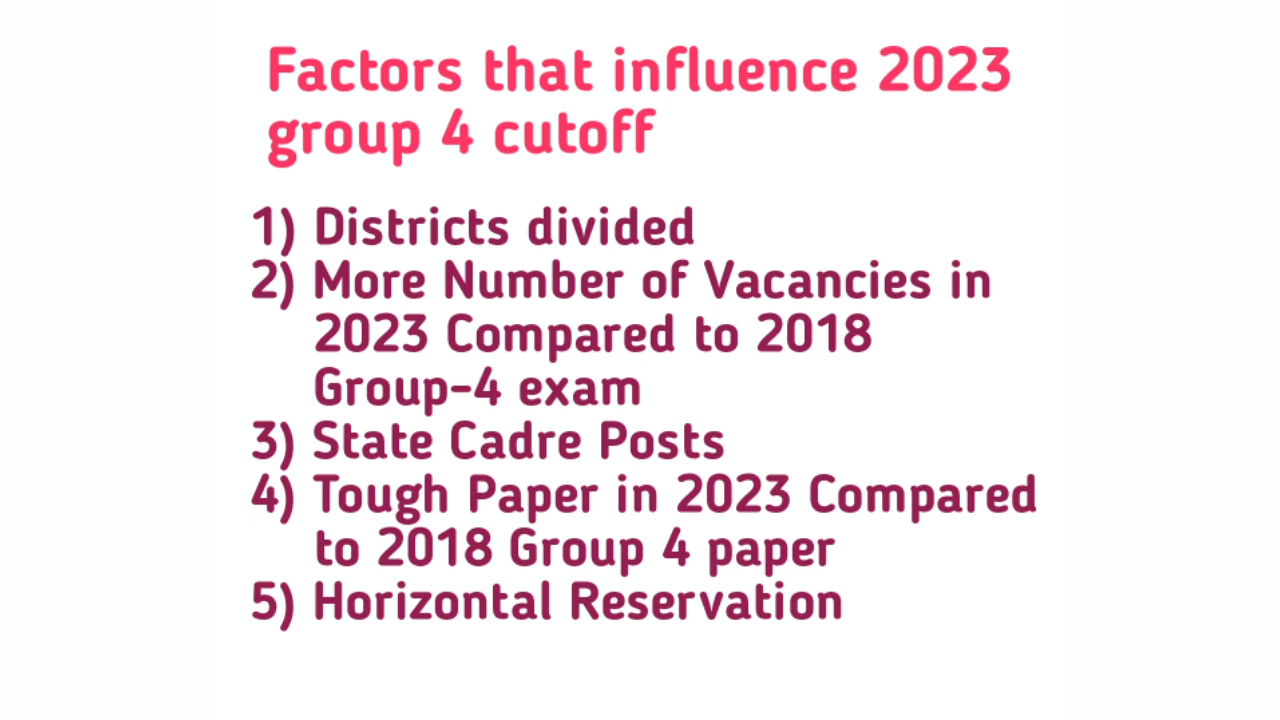 Factors that influence 2023
group 4 cutoff
1) Districts divided
2) More Number of Vacancies in
2023 Compared to 2018
Group-4 exam
3) State Cadre Posts
4) Tough Paper in 2023 Compared
to 2018 Group 4 paper
5) Horizontal Reservation